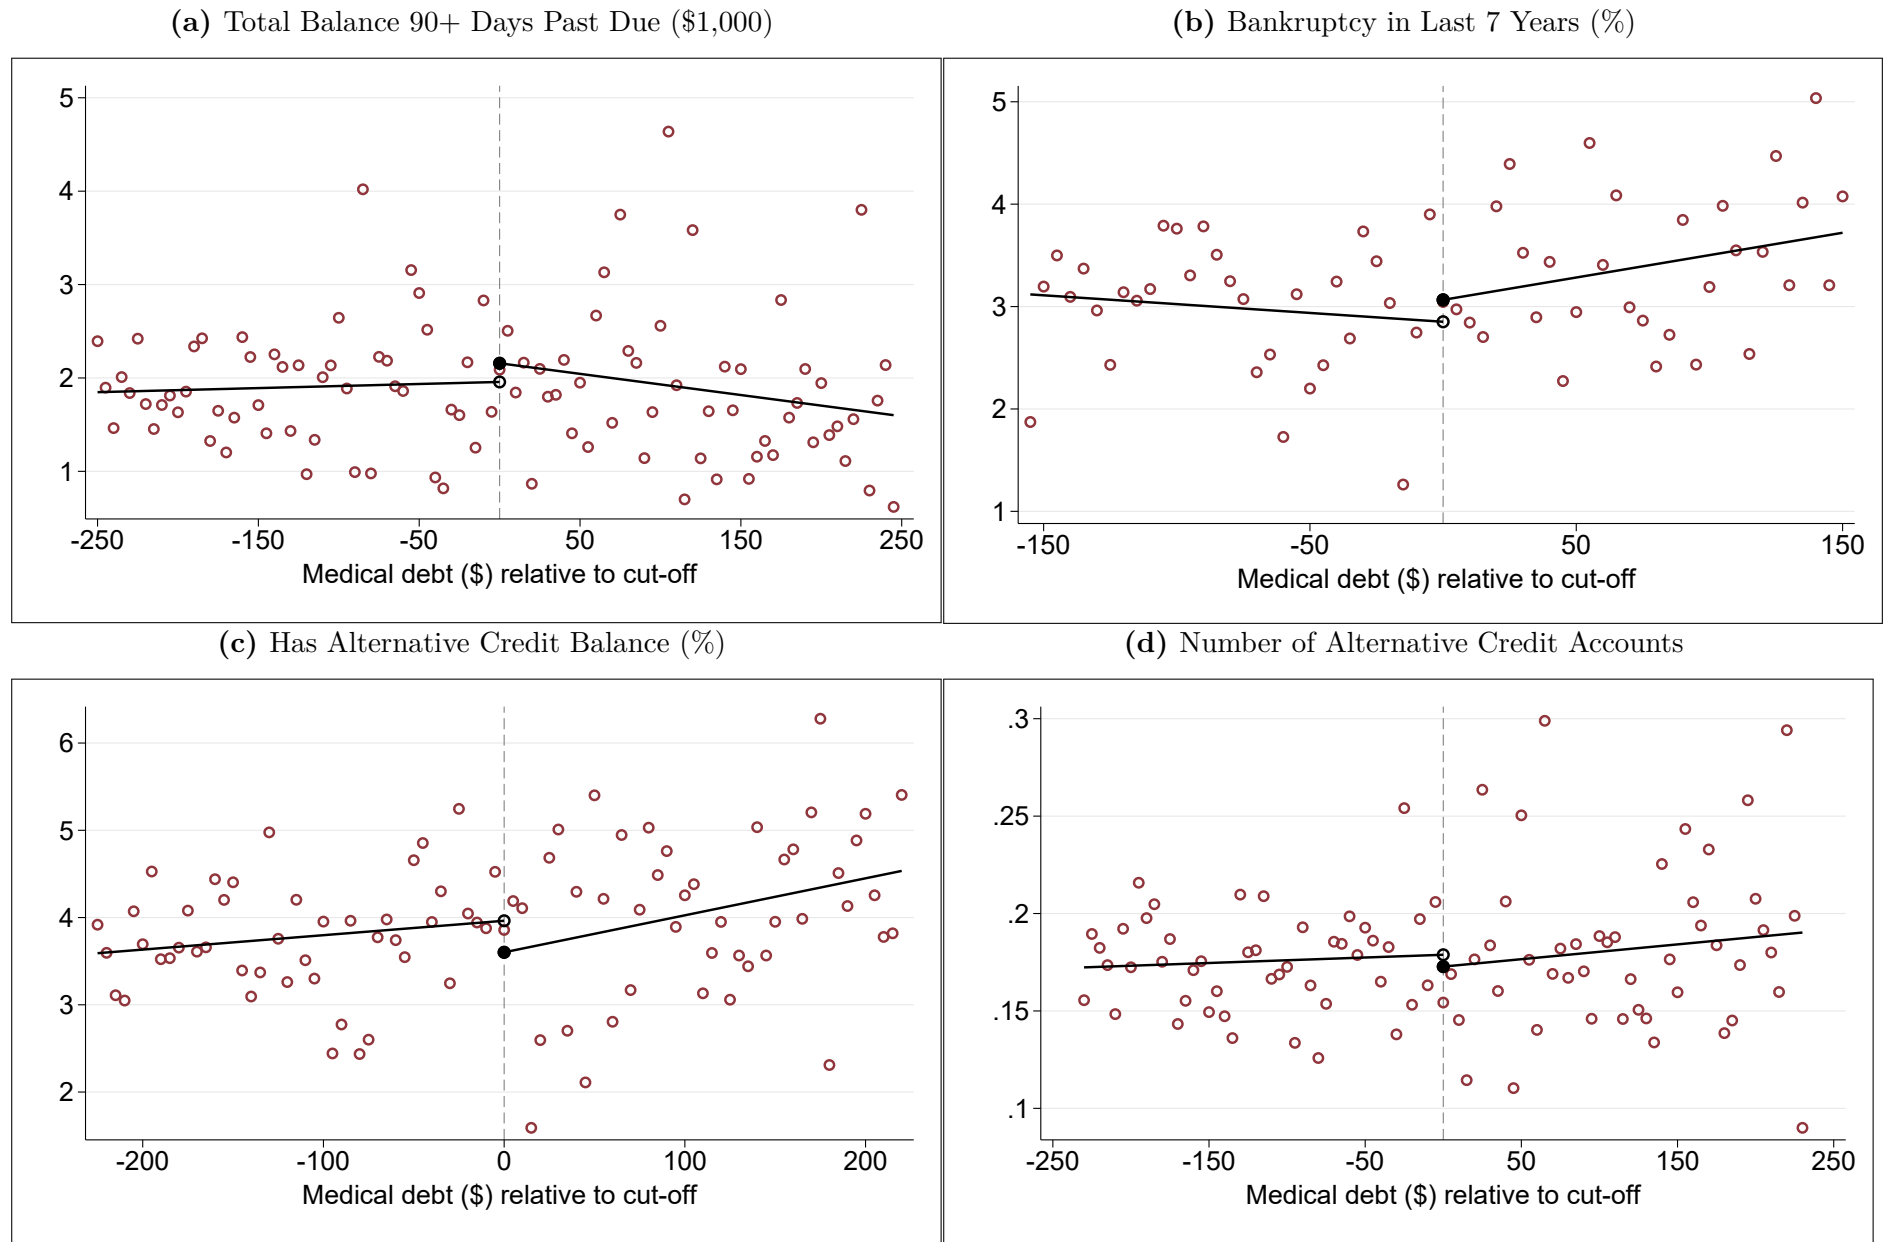 (a) Total Balance 90+ Days Past Due ($1,000)
5
4
3
2
1
-250 -150 -50 50 150 250
Medical debt ($) relative to cut-off
(b) Bankruptcy in Last 7 Years (%)
5
4
3
2
1
-150 -50 50 150
Medical debt ($) relative to cut-off
(c) Has Alternative Credit Balance (%)
6
5
4
3
2
-200 -100 0 100 200
Medical debt ($) relative to cut-off
(d) Number of Alternative Credit Accounts
.3
.25
.2
.15
.1
-250 -150 -50 50 150 250
Medical debt ($) relative to cut-off